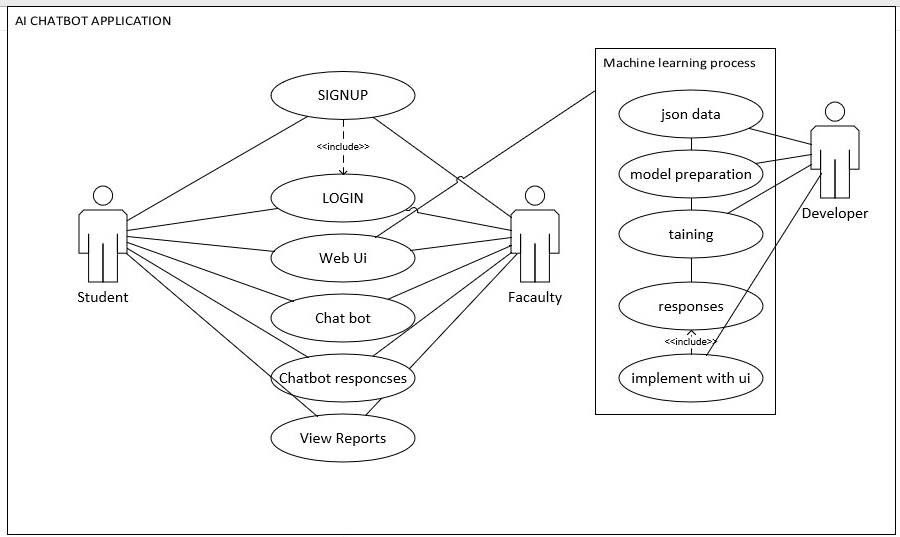 AI CHATBOT APPLICATION
Machine learning process
SIGNUP
<<include>>
LOGIN
Web Ui
Chat bot
Chatbot responcses
View Reports
Student
Facaulty
json data
model preparation
taining
responses
<<include>>
implement with ui
Developer